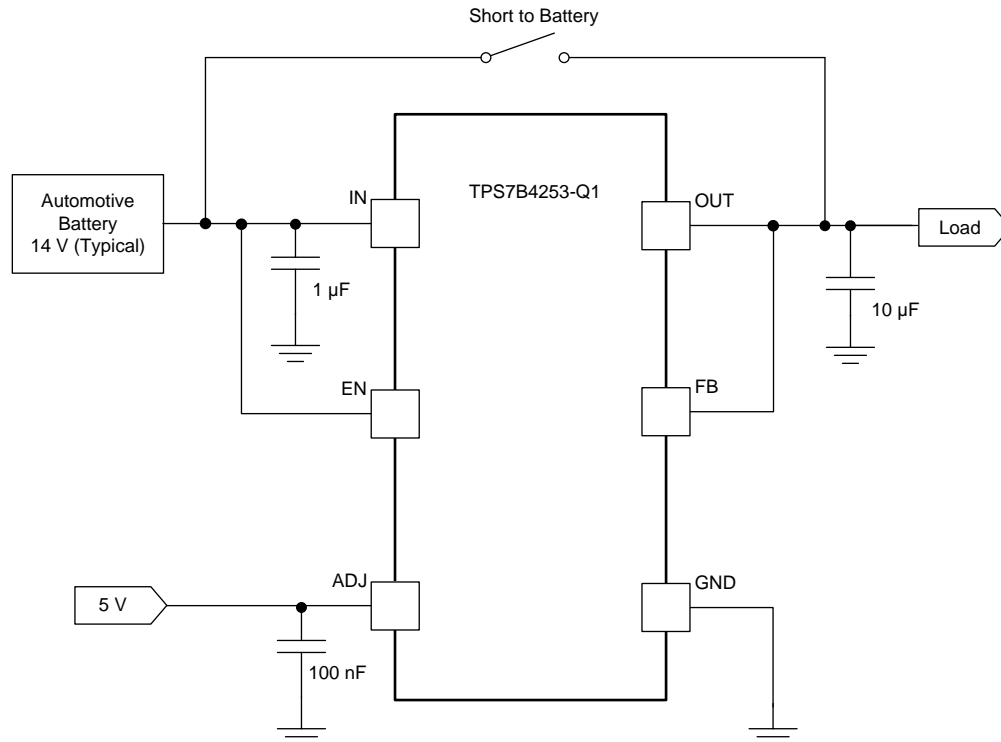 Short to Battery
Automotive
Battery
14 V (Typical)
IN
TPS7B4253-Q1
OUT
Load
1 µF
10 µF
EN
FB
ADJ
GND
5 V
100 nF